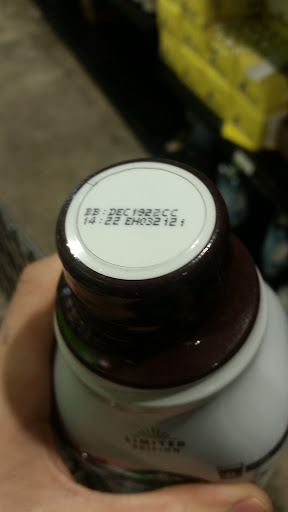 BB: DEC1922CC
14:22 EH032121
LIMITED
EDITION